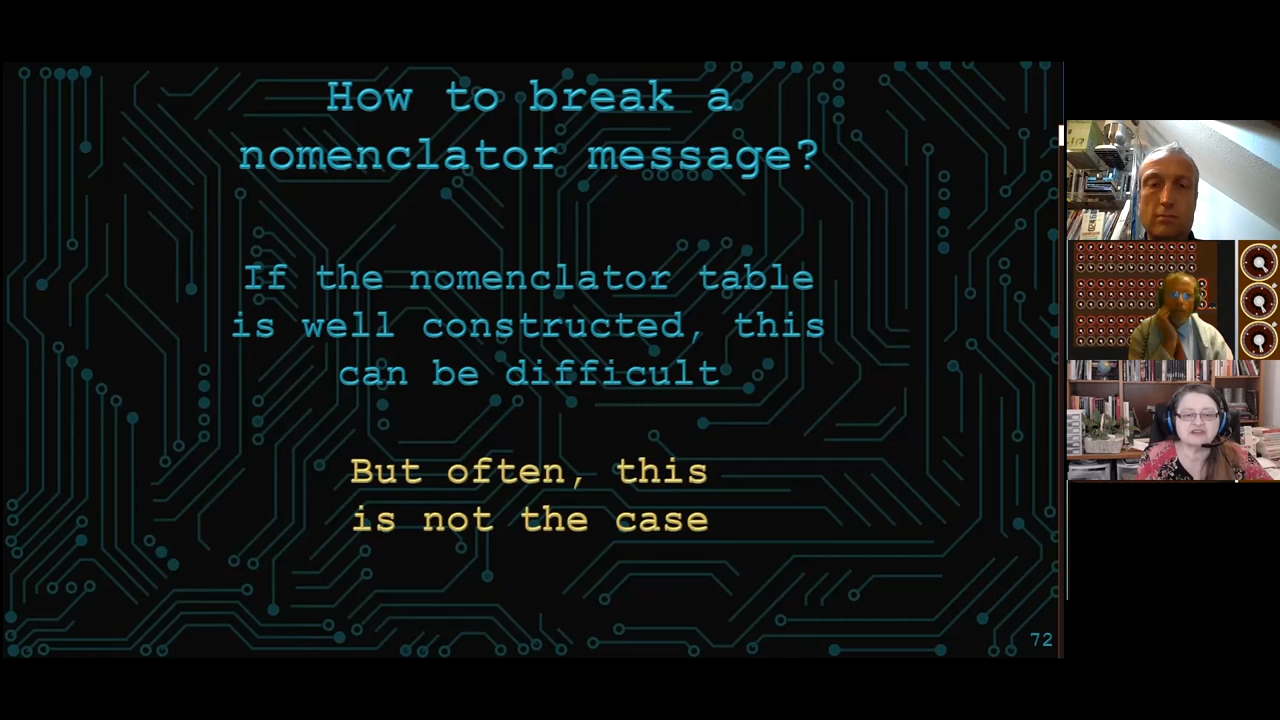 How to break a
nomenclator message?
If the nomenclator table
is well constructed, this
can be difficult
But often, this
is not the case
72